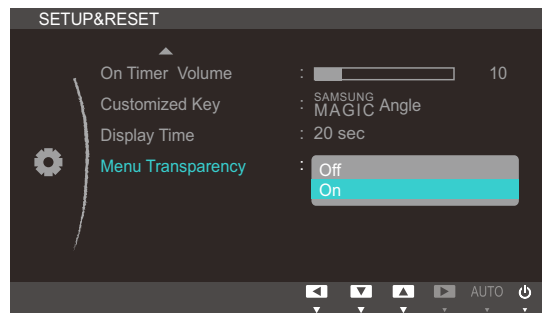 SETUP&RESET
On Timer Volume : 10
Customized Key : SAMSUNG MAGIC Angle
Display Time : 20 sec
Menu Transparency : Off
On
AUTO